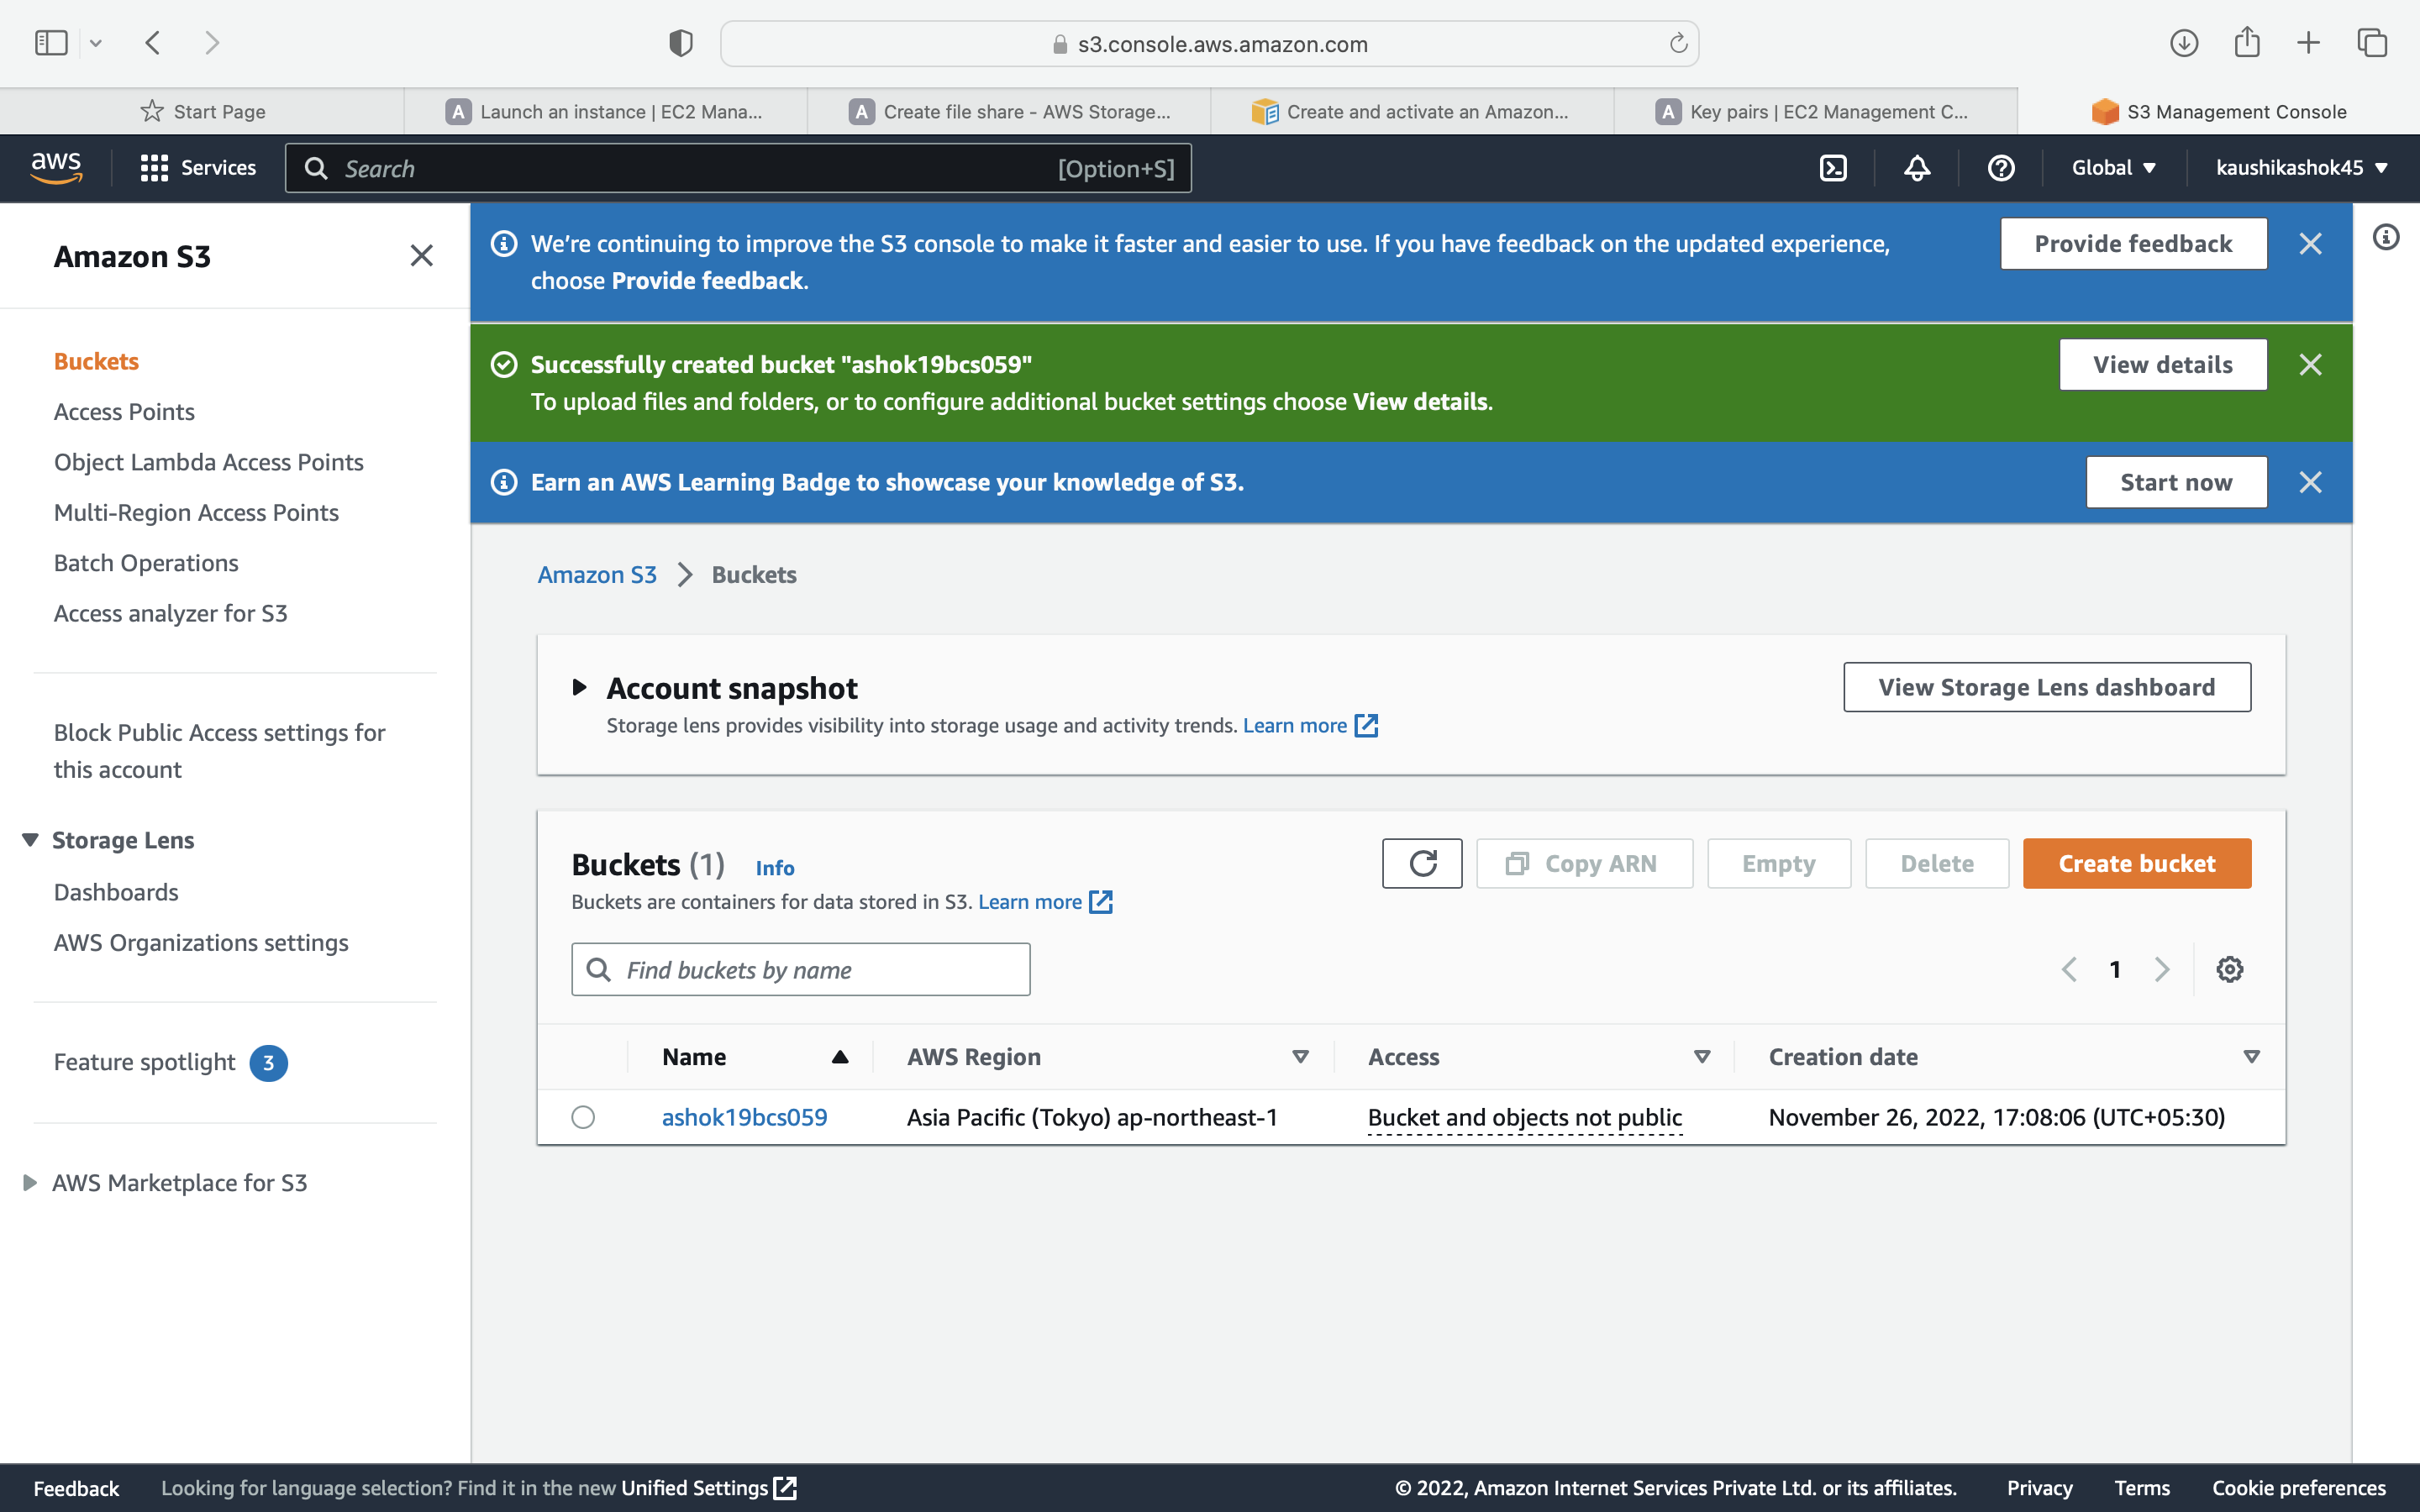 s3.console.aws.amazon.com
Start Page
A Launch an instance | EC2 Mana...
A Create file share - AWS Storage...
Create and activate an Amazon...
A Key pairs | EC2 Management C...
S3 Management Console
aws
Services
Search [Option+S]
Global
kaushikashok45
Amazon S3
Buckets
Access Points
Object Lambda Access Points
Multi-Region Access Points
Batch Operations
Access analyzer for S3
Block Public Access settings for
this account
Storage Lens
Dashboards
AWS Organizations settings
Feature spotlight 3
AWS Marketplace for S3
We're continuing to improve the S3 console to make it faster and easier to use. If you have feedback on the updated experience,
choose Provide feedback.
Provide feedback
Successfully created bucket "ashok19bcs059"
To upload files and folders, or to configure additional bucket settings choose View details.
View details
Earn an AWS Learning Badge to showcase your knowledge of S3.
Start now
Amazon S3 > Buckets
Account snapshot
Storage lens provides visibility into storage usage and activity trends. Learn more
View Storage Lens dashboard
Buckets (1) Info
Buckets are containers for data stored in S3. Learn more
Copy ARN
Empty
Delete
Create bucket
Find buckets by name
1
Name AWS Region Access Creation date
ashok19bcs059 Asia Pacific (Tokyo) ap-northeast-1 Bucket and objects not public November 26, 2022, 17:08:06 (UTC+05:30)
Feedback Looking for language selection? Find it in the new Unified Settings © 2022, Amazon Internet Services Private Ltd. or its affiliates. Privacy Terms Cookie preferences